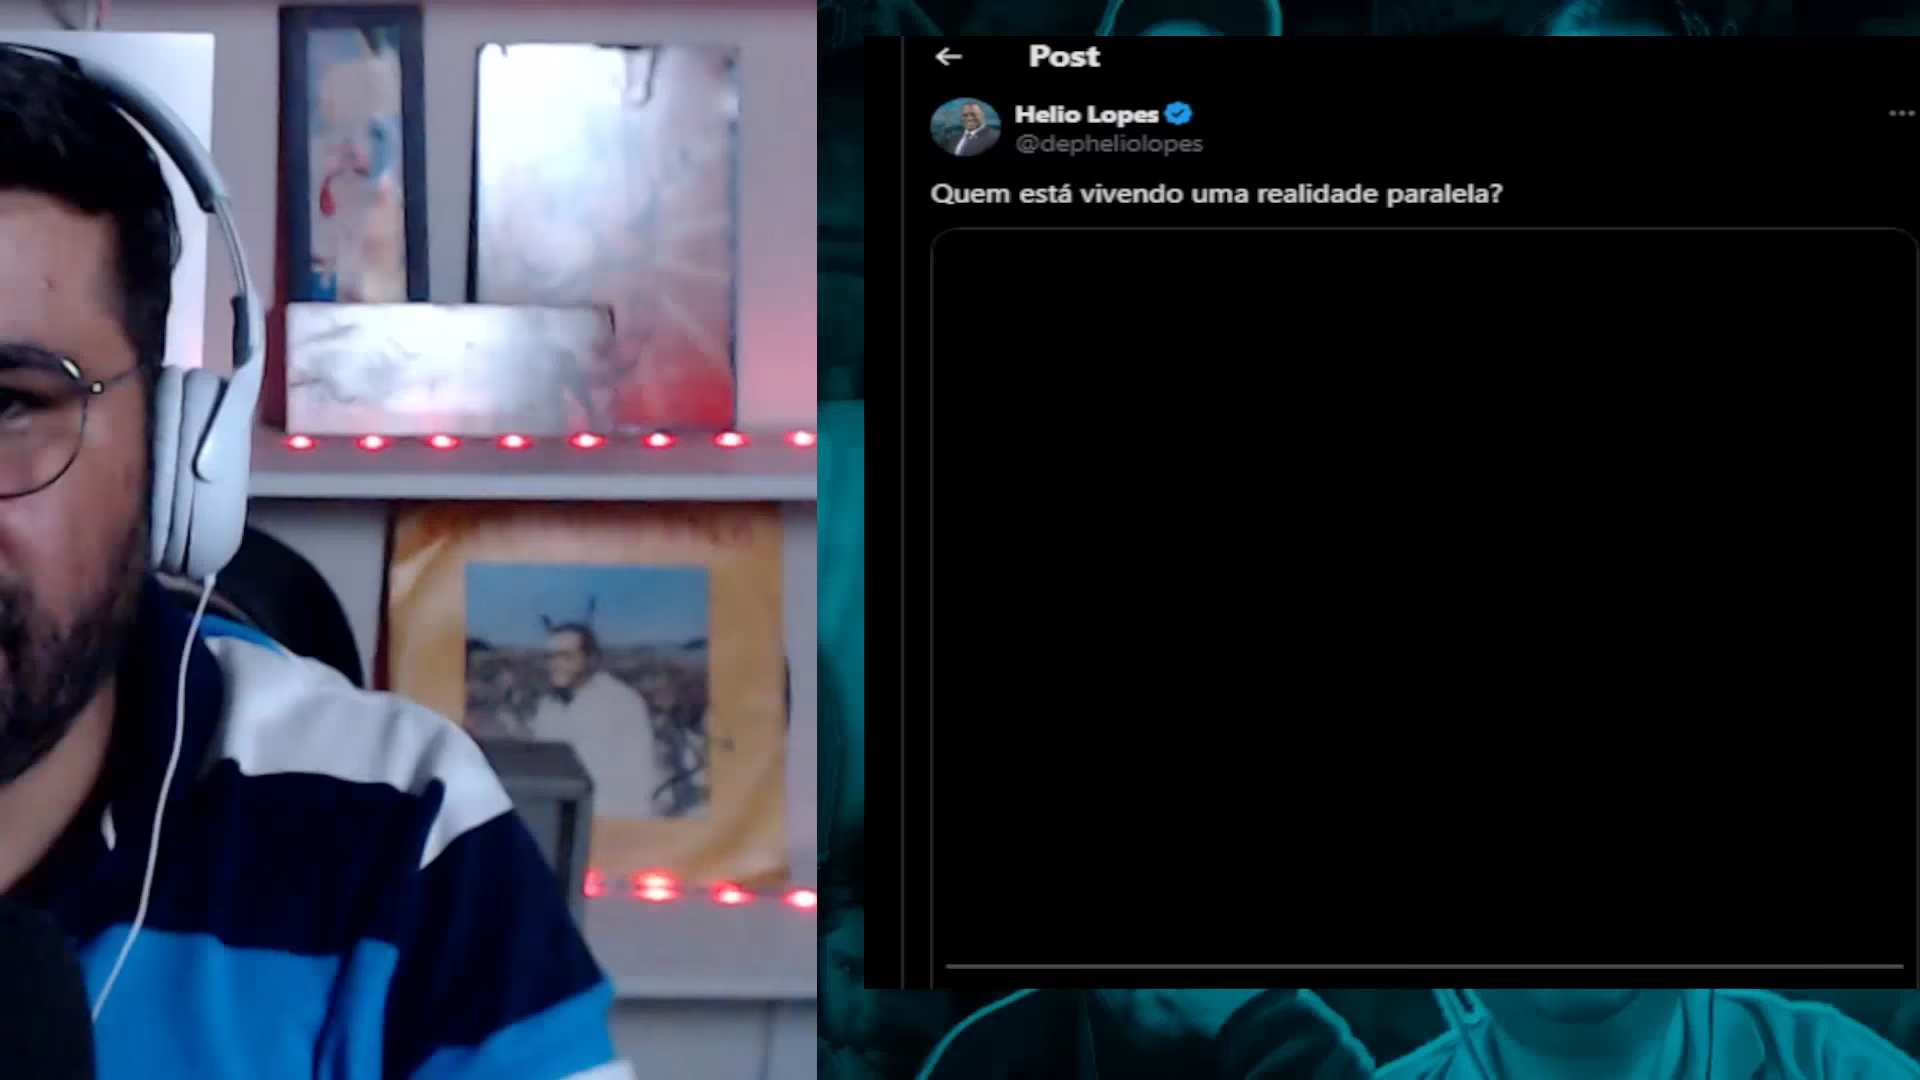 Post
Helio Lopes
@depheliolopes
Quem está vivendo uma realidade paralela?